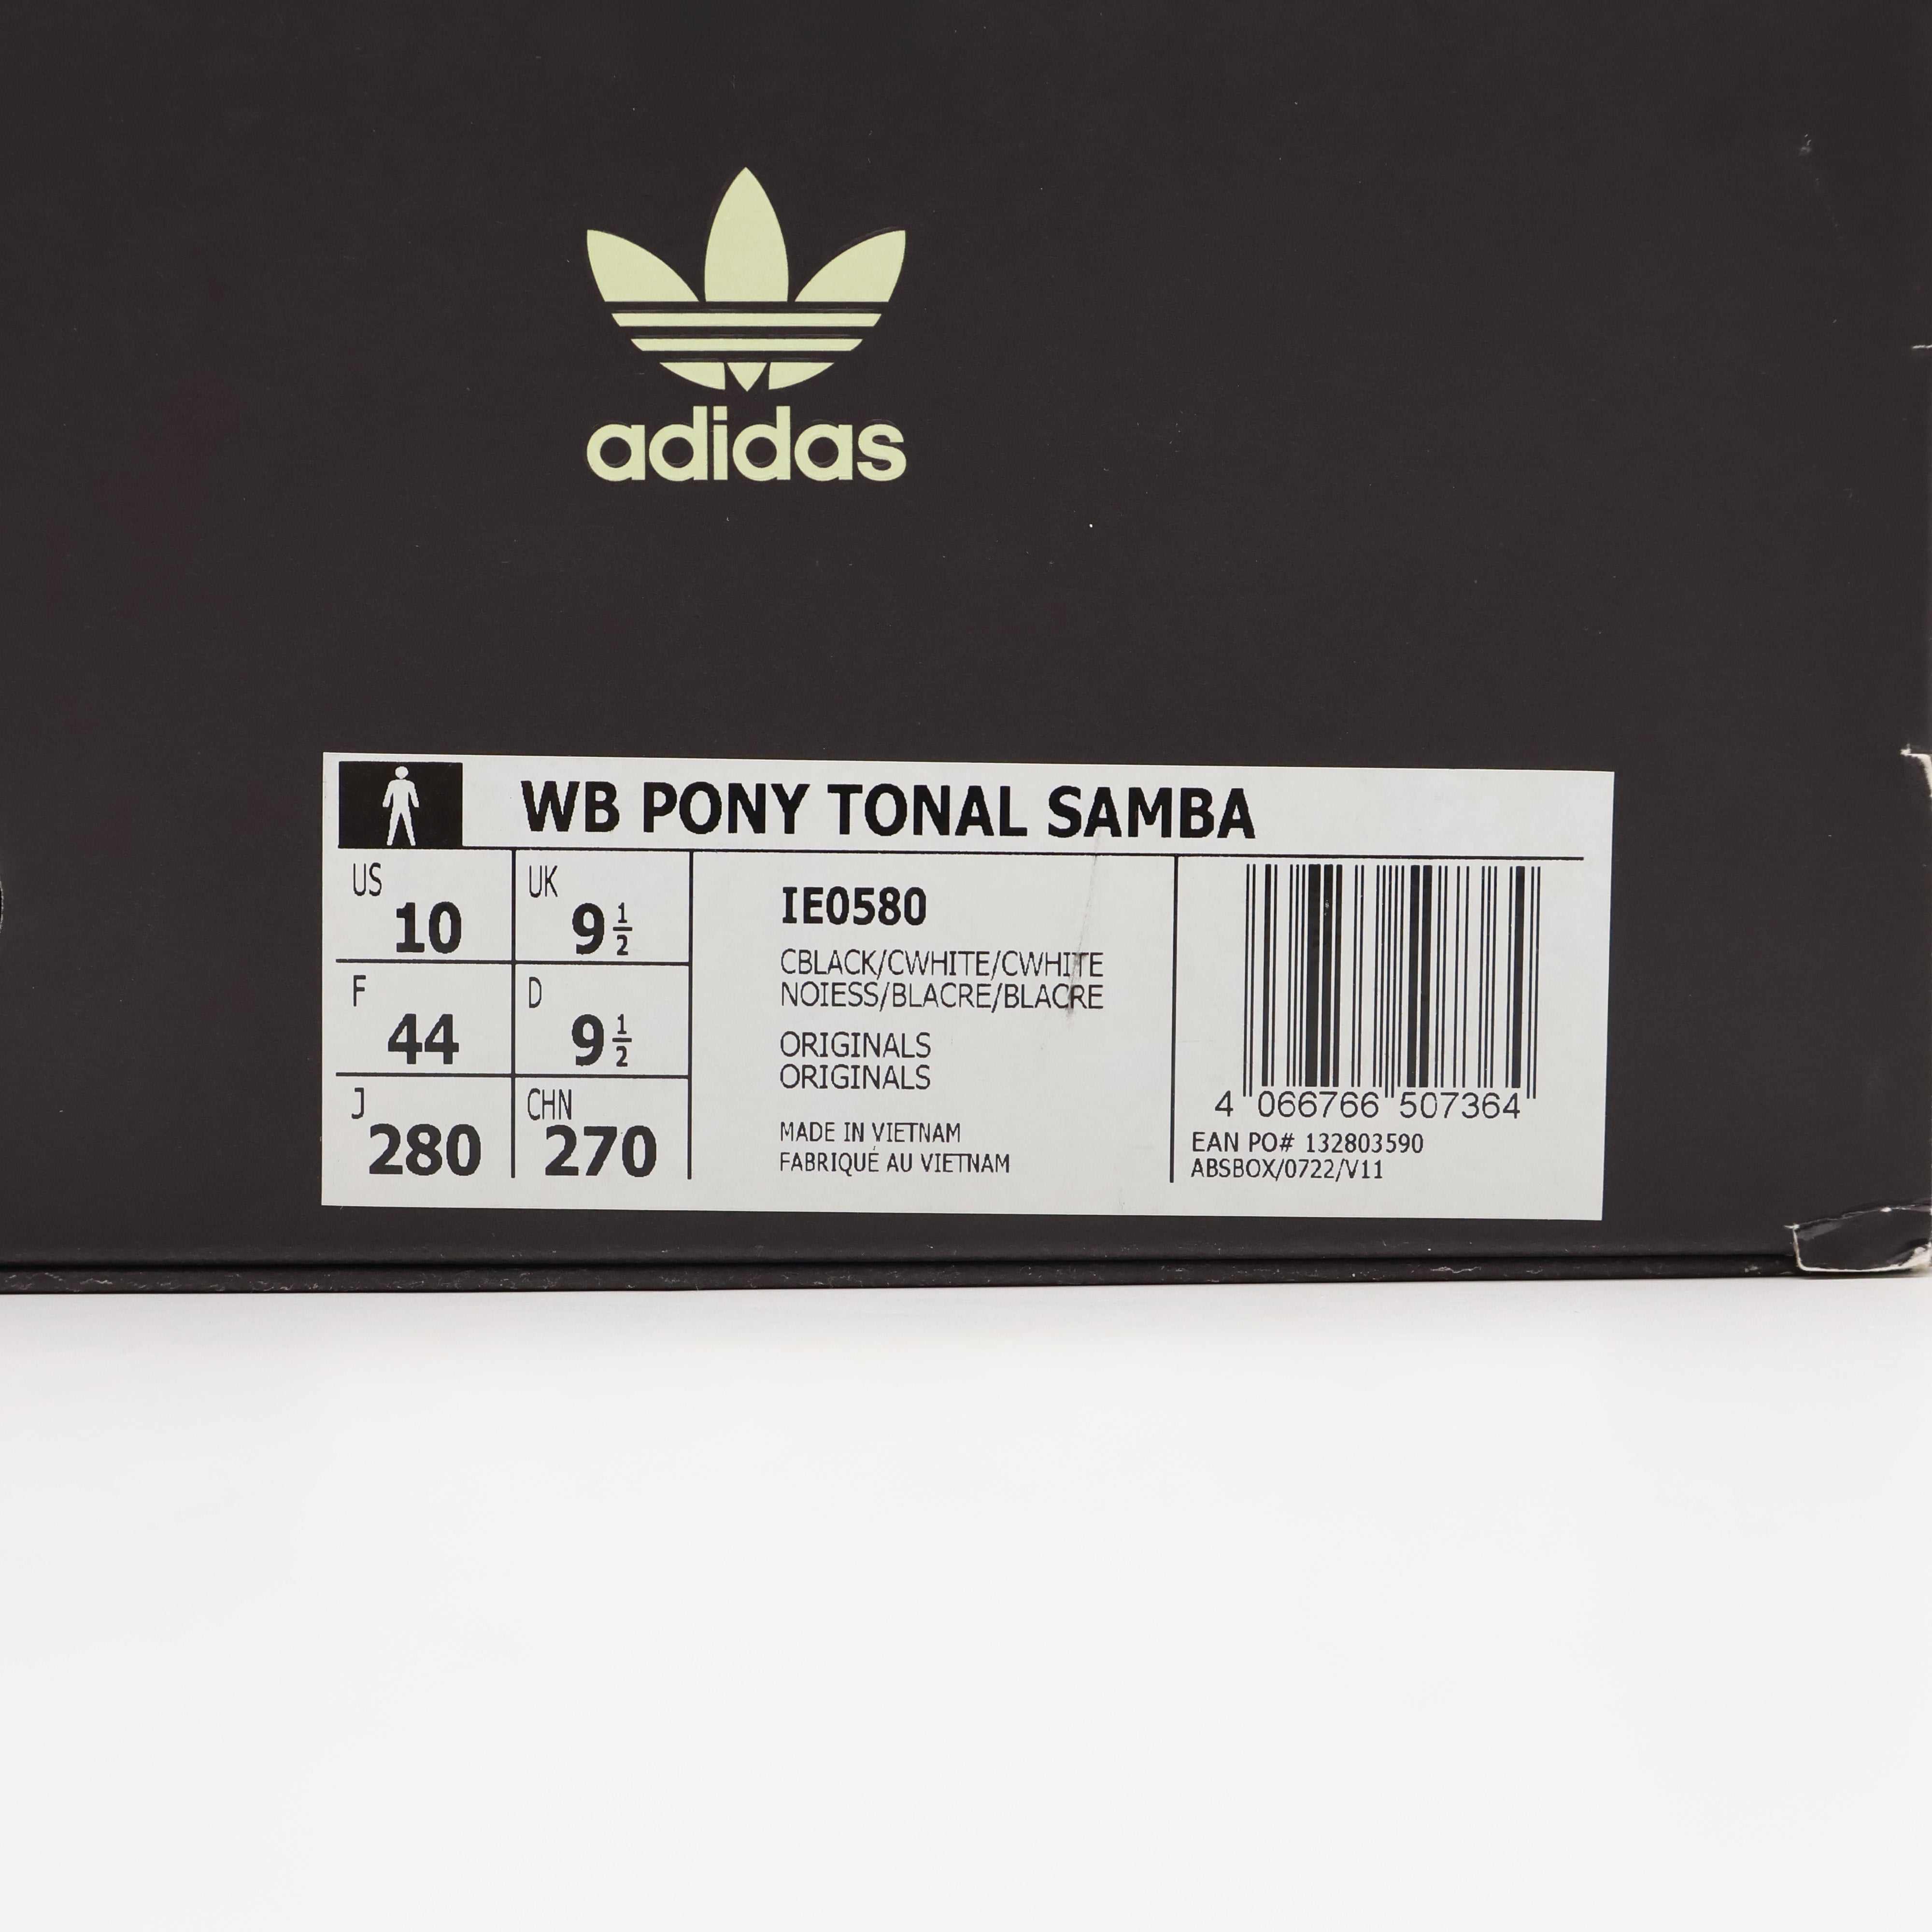 adidas
WB PONY TONAL SAMBA
US 10 UK 9 1/2
F 44 D 9 1/2
J 280 CHN 270
IE0580
CBLACK/CWHITE/CWHITE
NOIESS/BLACRE/BLACRE
ORIGINALS
ORIGINALS
MADE IN VIETNAM
FABRIQUÉ AU VIETNAM
4 066766 507364
EAN PO# 132803590
ABSBOX/0722/V11